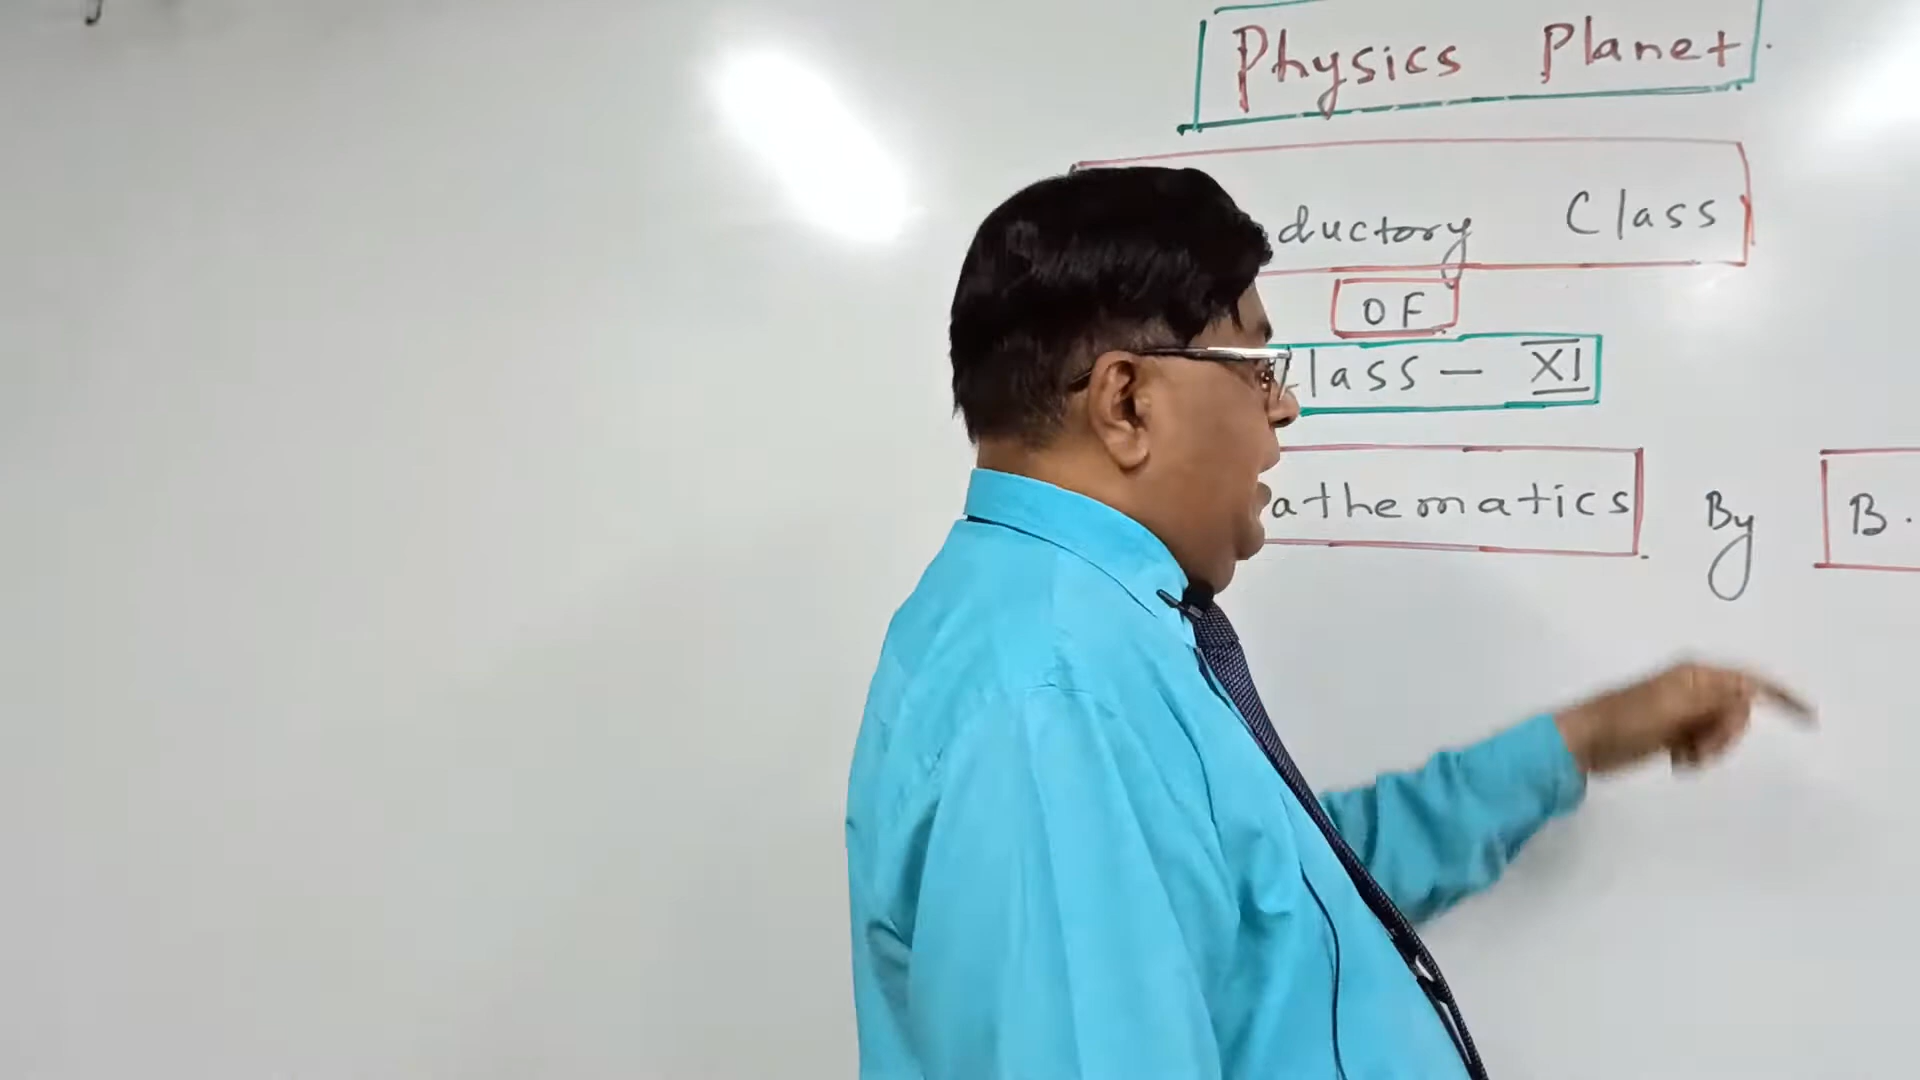 Physics Planet
ductory Class
OF
lass - XI
athematics By B.